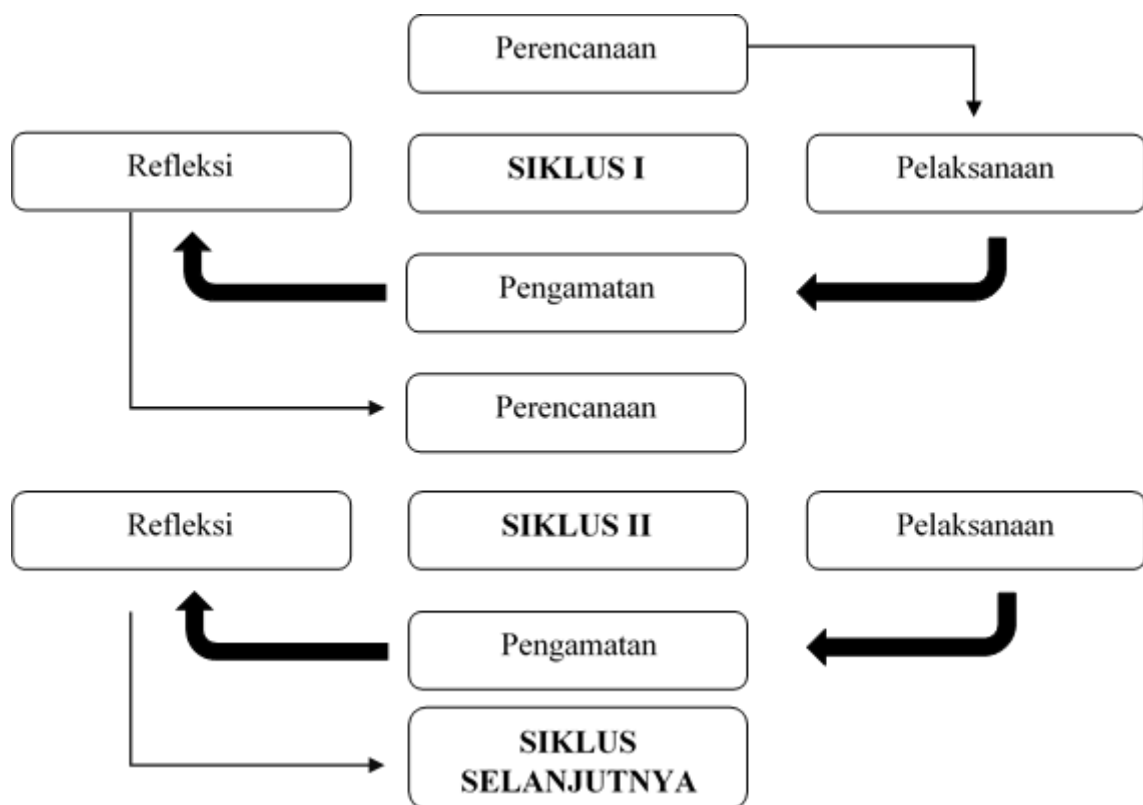 Perencanaan
Refleksi
SIKLUS I
Pelaksanaan
Pengamatan
Perencanaan
Refleksi
SIKLUS II
Pelaksanaan
Pengamatan
SIKLUS
SELANJUTNYA